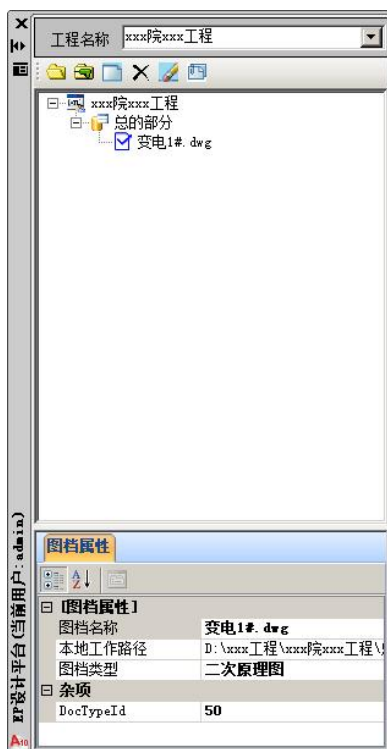 工程名称 xxx院xxx工程
xxx院xxx工程
总的部分
变电1#.dwg
EP设计平台(当前用户:admin)
图档属性
[图档属性]
图档名称 变电1#.dwg
本地工作路径 D:\xxx工程\xxx院xxx工程\
图档类型 二次原理图
杂项
DocTypeId 50